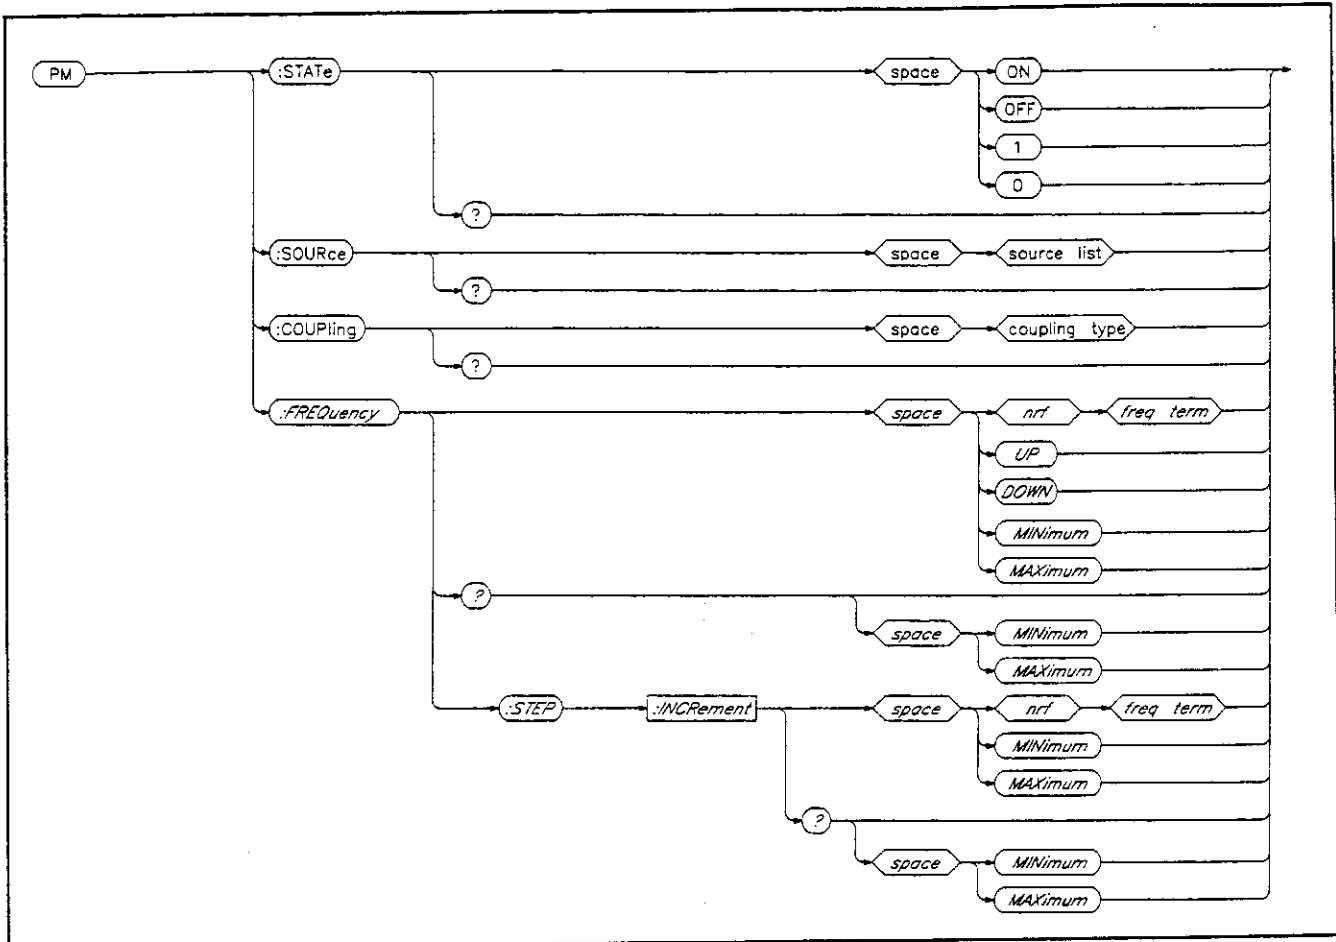 PM :STATe space ON
OFF
1
0
?
:SOURce space source list
?
:COUPling space coupling type
?
:FREQuency space nrf freq term
UP
DOWN
MINimum
MAXimum
?
space MINimum
MAXimum
:STEP :INCRement space nrf freq term
MINimum
MAXimum
?
space MINimum
MAXimum